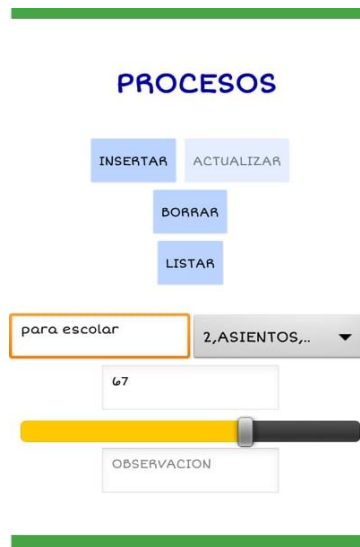 PROCESOS
INSERTAR ACTUALIZAR
BORRAR
LISTAR
para escolar 2,ASIENTOS,..
67
OBSERVACION